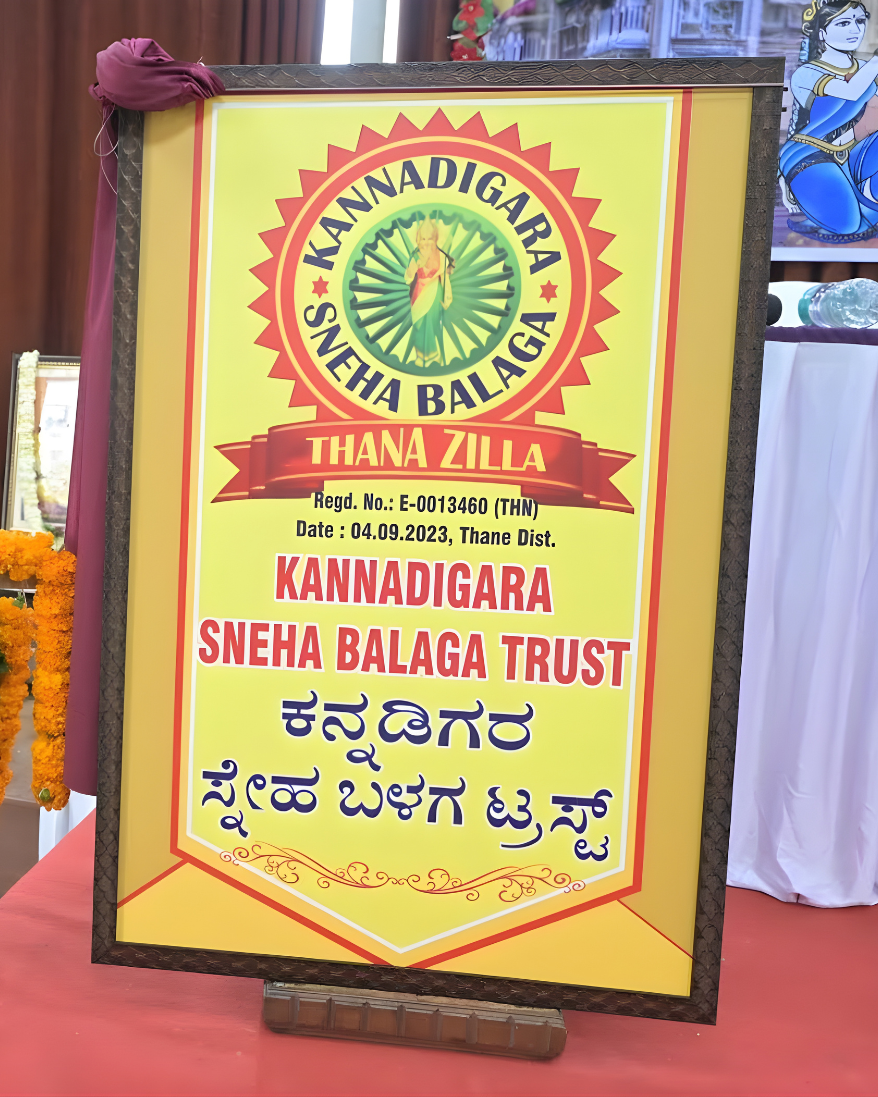 KANNADIGARA
SNEHA BALAGA
THANA ZILLA
Regd. No.: E-0013460 (THN)
Date : 04.09.2023, Thane Dist.
KANNADIGARA
SNEHA BALAGA TRUST
ಕನ್ನಡಿಗರ
ಸ್ನೇಹ ಬಳಗ ಟ್ರಸ್ಟ್